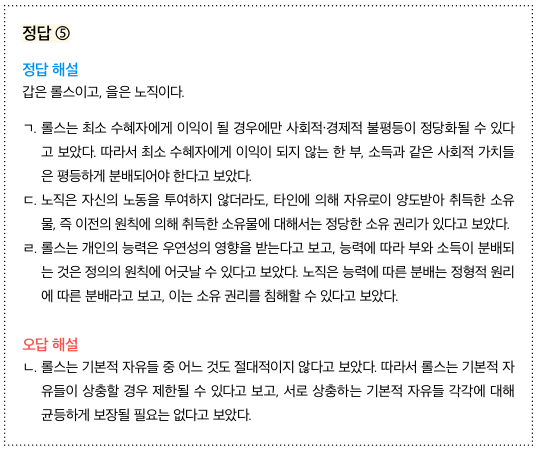 정답 ⑤
정답 해설
갑은 롤스이고, 을은 노직이다.
ㄱ. 롤스는 최소 수혜자에게 이익이 될 경우에만 사회적·경제적 불평등이 정당화될 수 있다
고 보았다. 따라서 최소 수혜자에게 이익이 되지 않는 한 부, 소득과 같은 사회적 가치들
은 평등하게 분배되어야 한다고 보았다.
ㄷ. 노직은 자신의 노동을 투여하지 않더라도, 타인에 의해 자유로이 양도받아 취득한 소유
물, 즉 이전의 원칙에 의해 취득한 소유물에 대해서는 정당한 소유 권리가 있다고 보았다.
ㄹ. 롤스는 개인의 능력은 우연성의 영향을 받는다고 보고, 능력에 따라 부와 소득이 분배되
는 것은 정의의 원칙에 어긋날 수 있다고 보았다. 노직은 능력에 따른 분배는 정형적 원리
에 따른 분배라고 보고, 이는 소유 권리를 침해할 수 있다고 보았다.
오답 해설
ㄴ. 롤스는 기본적 자유들 중 어느 것도 절대적이지 않다고 보았다. 따라서 롤스는 기본적 자
유들이 상충할 경우 제한될 수 있다고 보고, 서로 상충하는 기본적 자유들 각각에 대해
균등하게 보장될 필요는 없다고 보았다.